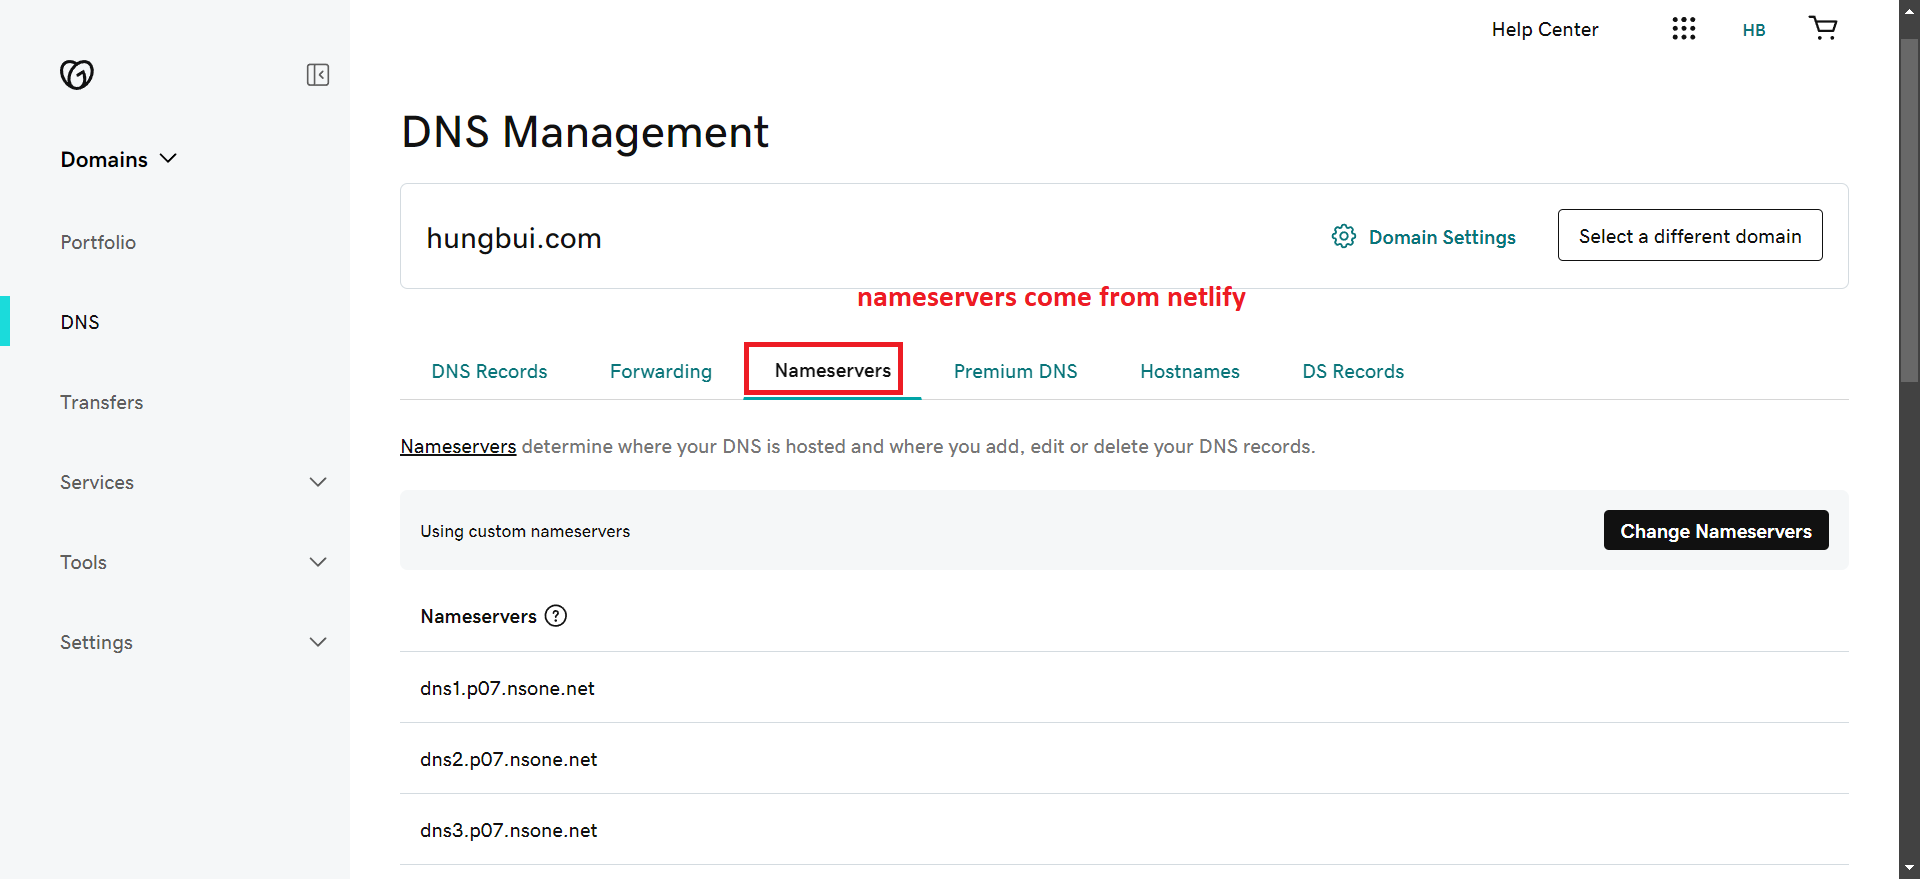 Help Center
HB
Domains
Portfolio
DNS
Transfers
Services
Tools
Settings
DNS Management
hungbui.com
Domain Settings
Select a different domain
nameservers come from netlify
DNS Records
Forwarding
Nameservers
Premium DNS
Hostnames
DS Records
Nameservers determine where your DNS is hosted and where you add, edit or delete your DNS records.
Using custom nameservers
Change Nameservers
Nameservers ?
dns1.p07.nsone.net
dns2.p07.nsone.net
dns3.p07.nsone.net